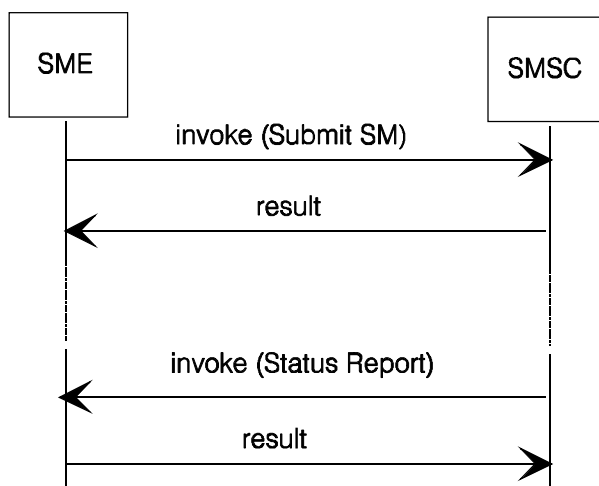 SME
SMSC
invoke (Submit SM)
result
invoke (Status Report)
result